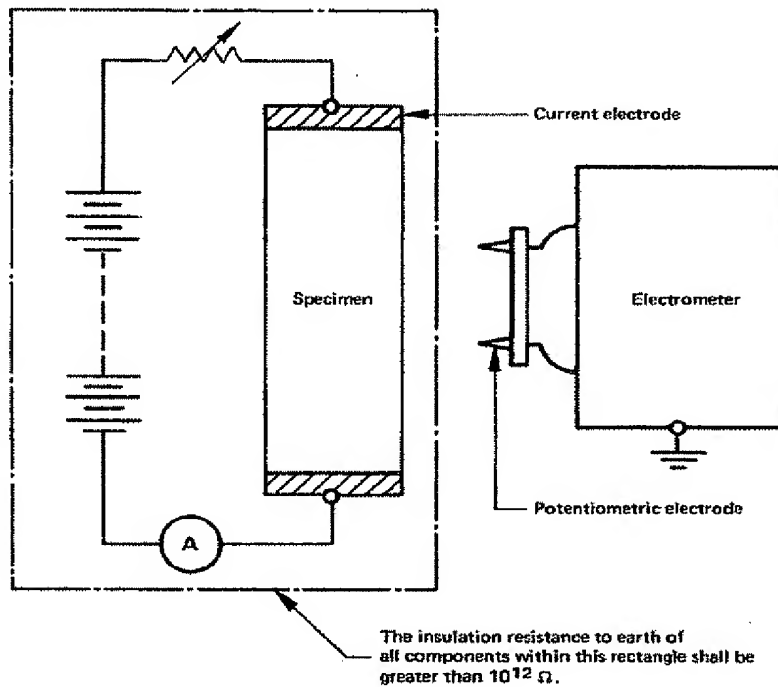 Current electrode
Specimen
Electrometer
Potentiometric electrode
A
The insulation resistance to earth of
all components within this rectangle shall be
greater than 10¹² Ω.